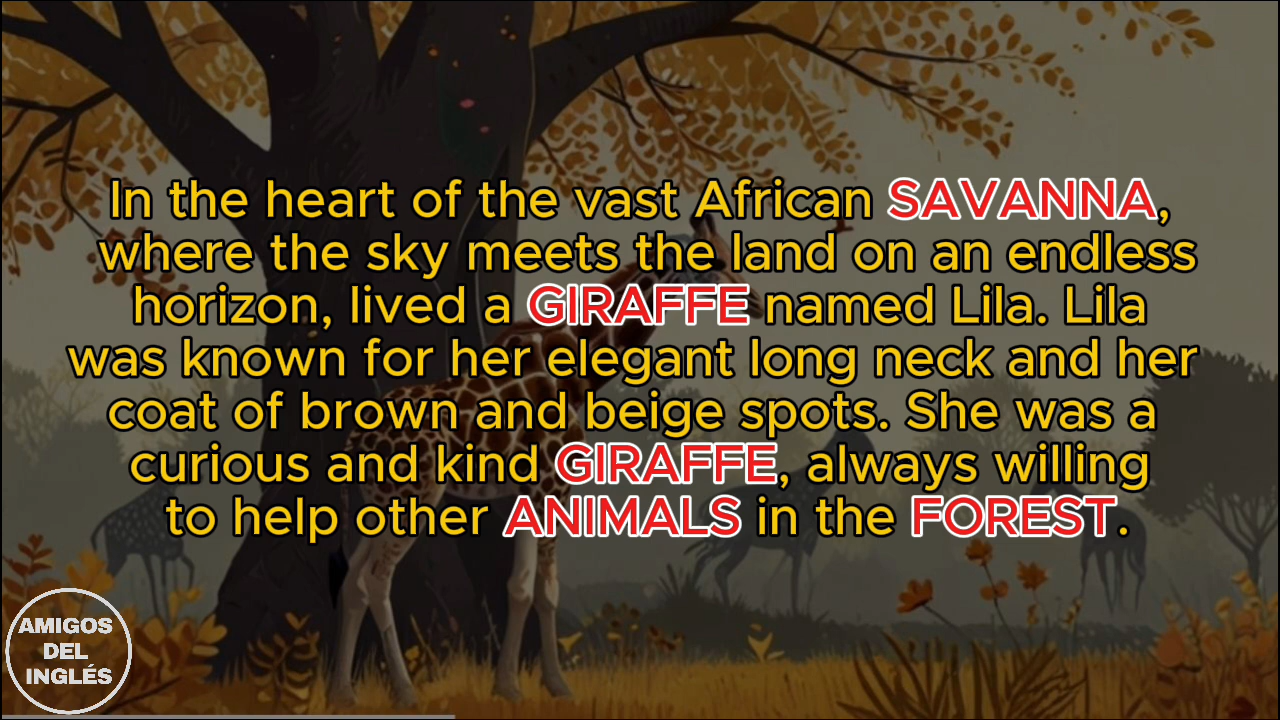 In the heart of the vast African SAVANNA,
where the sky meets the land on an endless
horizon, lived a GIRAFFE named Lila. Lila
was known for her elegant long neck and her
coat of brown and beige spots. She was a
curious and kind GIRAFFE, always willing
to help other ANIMALS in the FOREST.
AMIGOS
DEL
INGLÉS